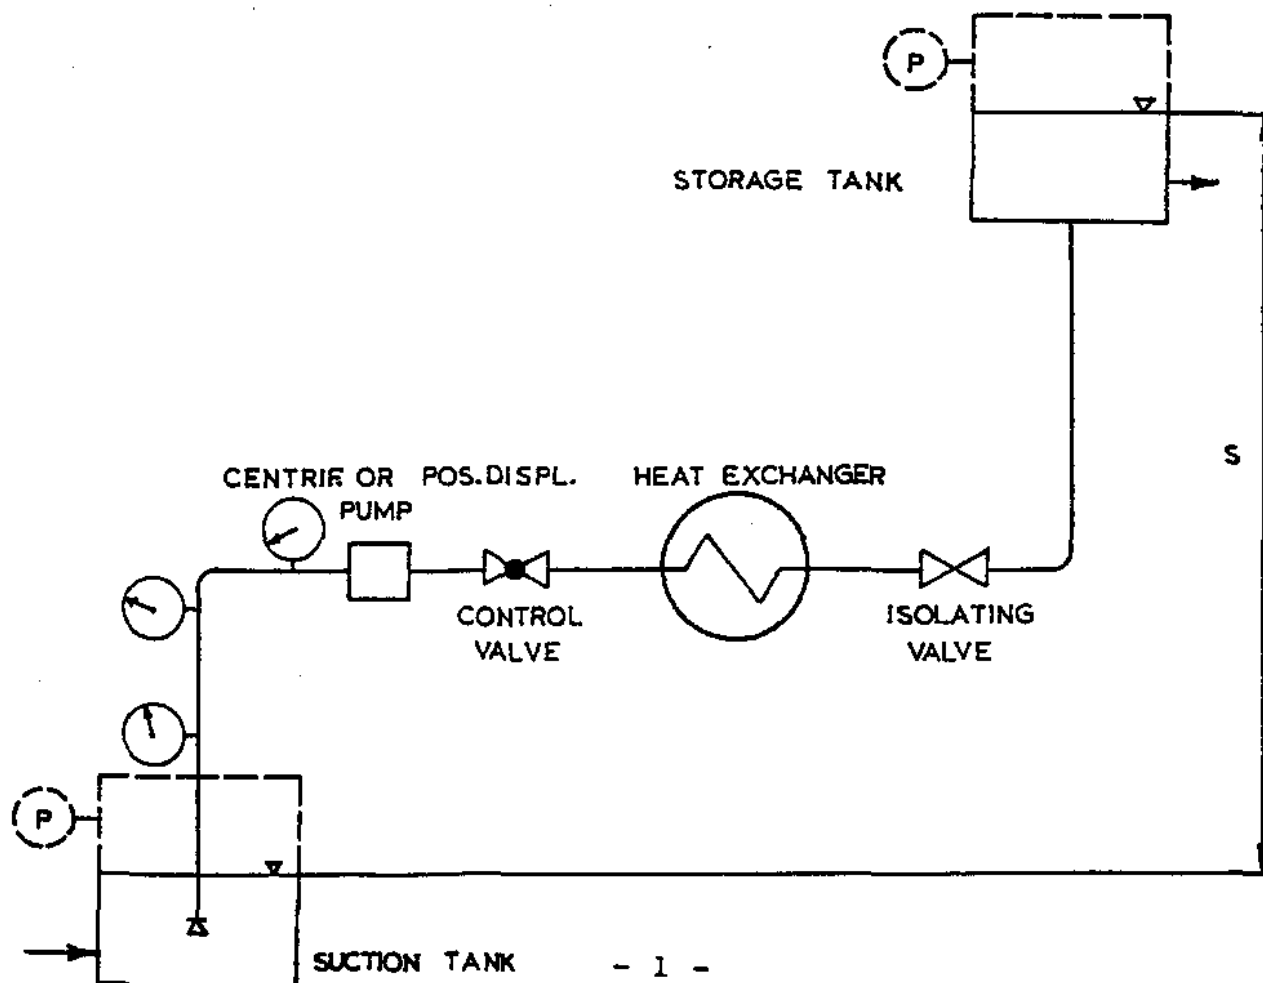 P
STORAGE TANK
S
CENTRIF OR POS.DISPL.
PUMP
HEAT EXCHANGER
CONTROL
VALVE
ISOLATING
VALVE
P
SUCTION TANK
- 1 -